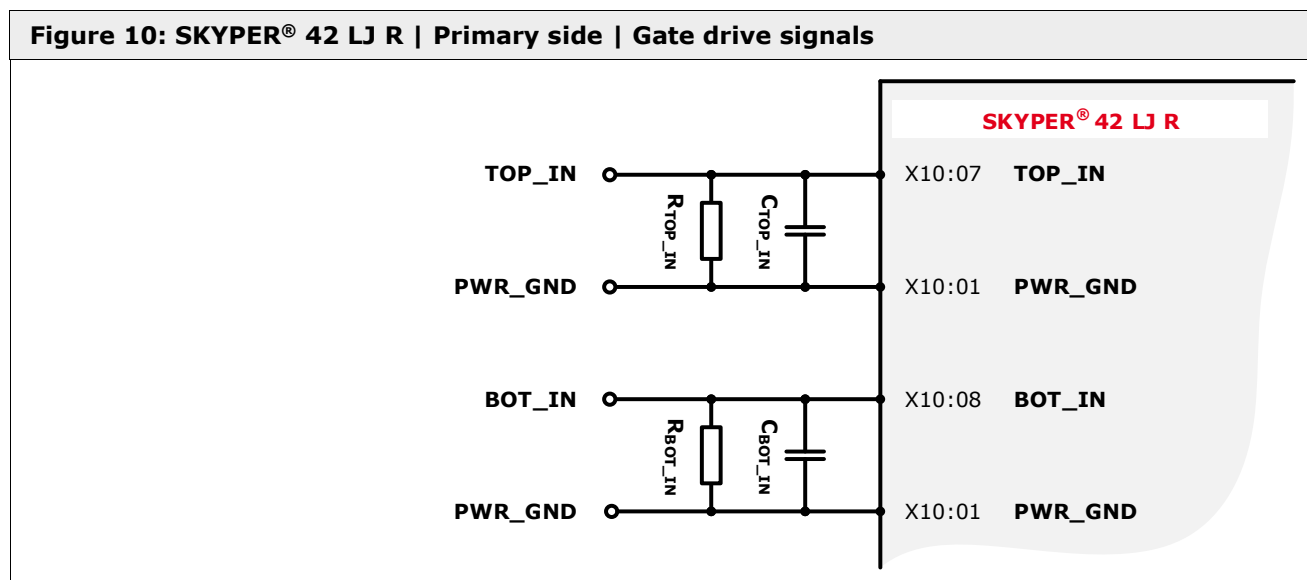 Figure 10: SKYPER® 42 LJ R | Primary side | Gate drive signals
SKYPER® 42 LJ R
TOP_IN X10:07 TOP_IN
RTOP_IN CTOP_IN
PWR_GND X10:01 PWR_GND
BOT_IN X10:08 BOT_IN
RBOT_IN CBOT_IN
PWR_GND X10:01 PWR_GND